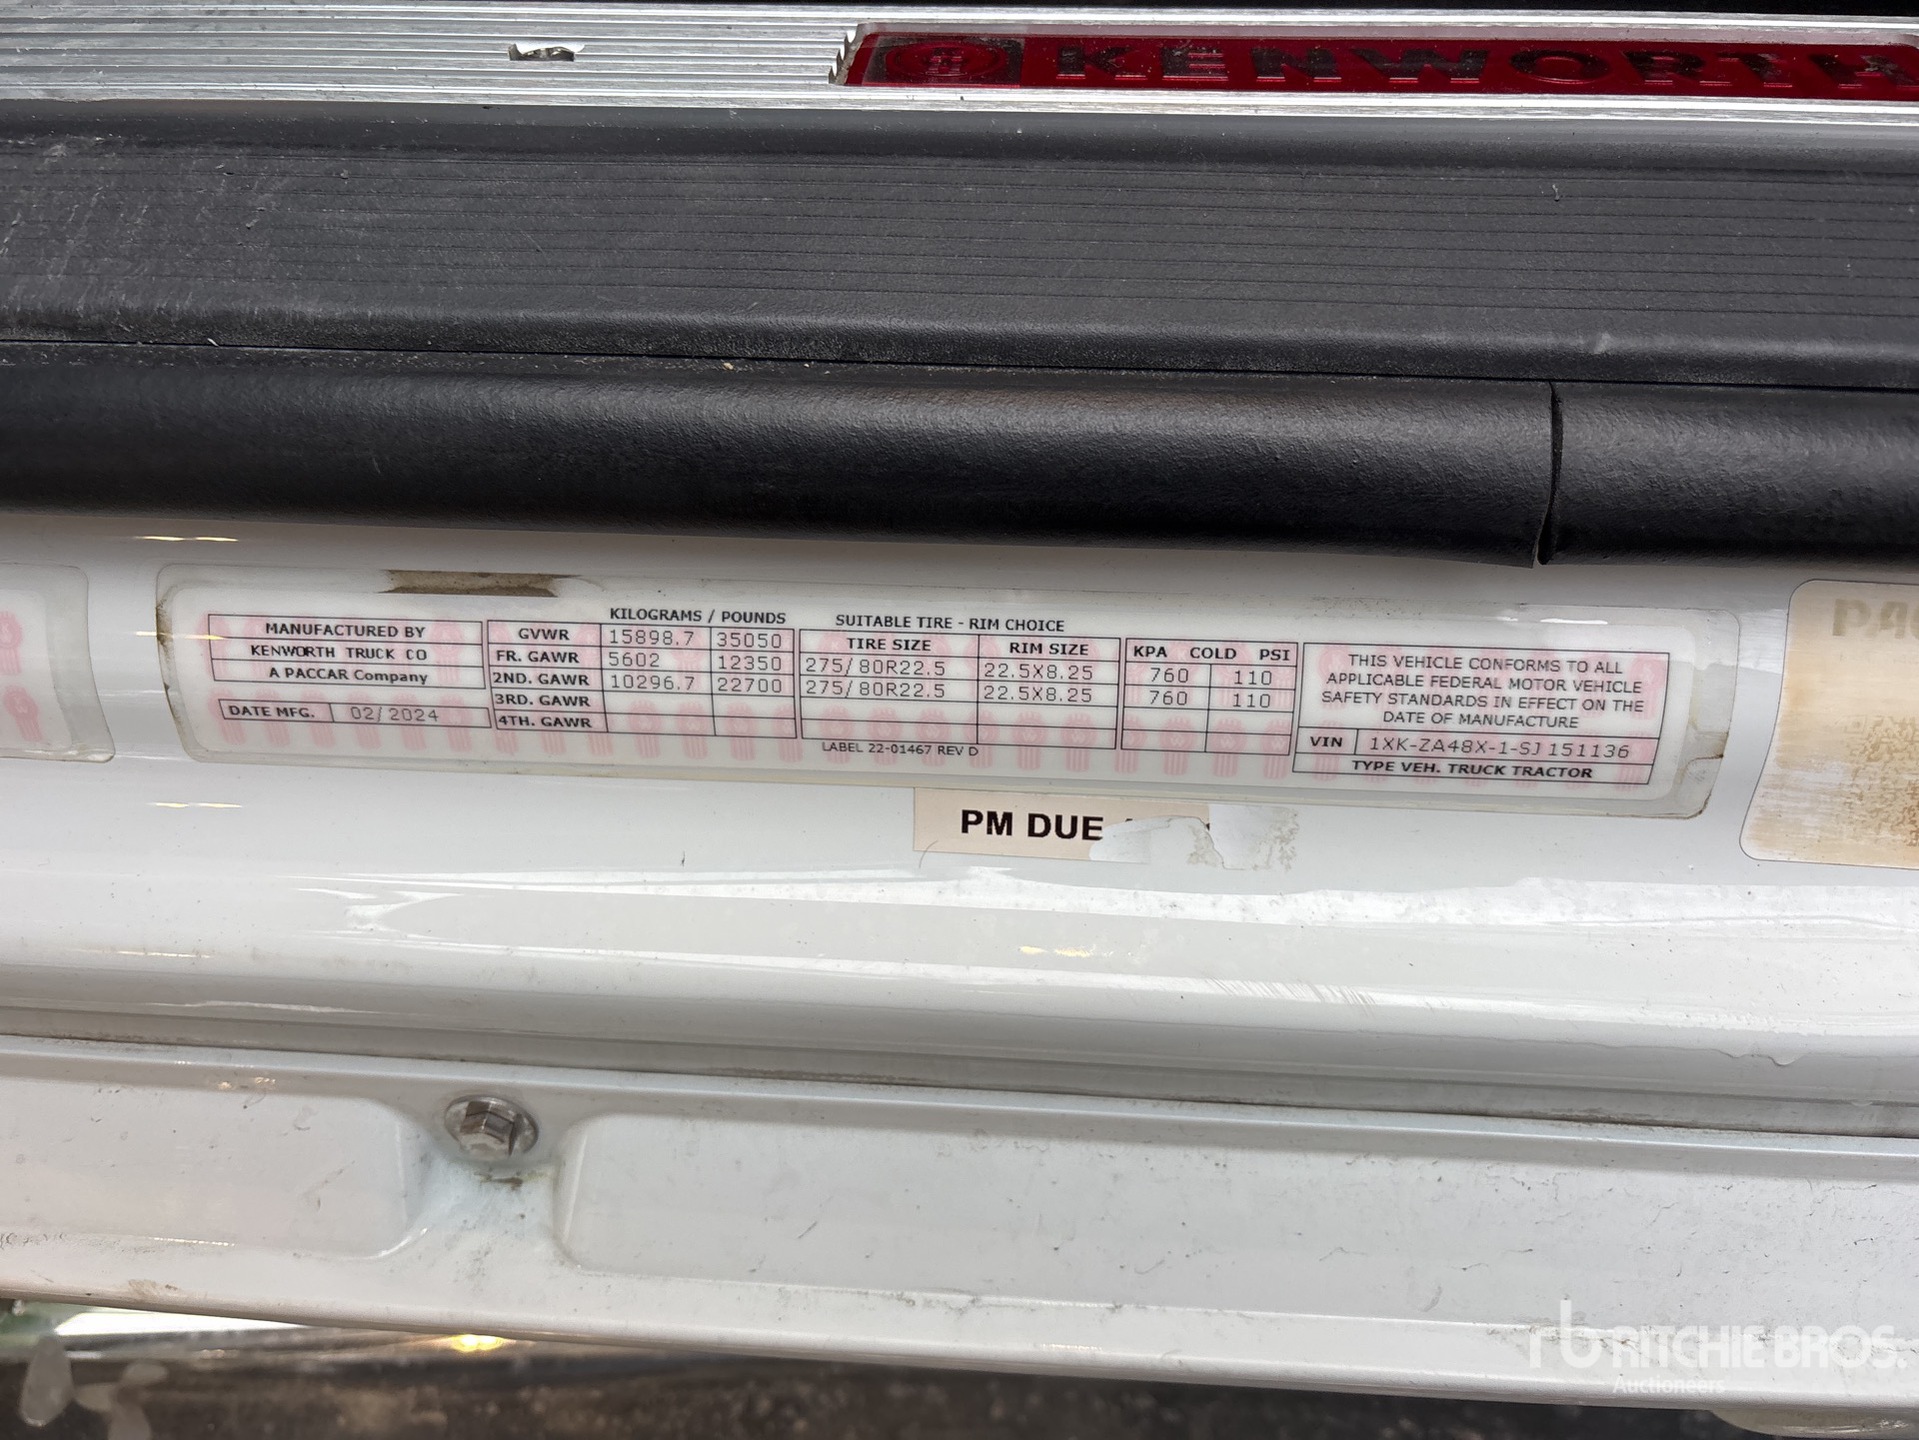 KENWORTH
KILOGRAMS / POUNDS
SUITABLE TIRE - RIM CHOICE
MANUFACTURED BY
KENWORTH TRUCK CO
A PACCAR Company
DATE MFG. 02/2024
GVWR 15898.7 35050
FR. GAWR 5602 12350
2ND. GAWR 10296.7 22700
3RD. GAWR
4TH. GAWR
TIRE SIZE RIM SIZE
275/80R22.5 22.5X8.25
275/80R22.5 22.5X8.25
KPA COLD PSI
760 110
760 110
THIS VEHICLE CONFORMS TO ALL
APPLICABLE FEDERAL MOTOR VEHICLE
SAFETY STANDARDS IN EFFECT ON THE
DATE OF MANUFACTURE
VIN 1XK-ZA48X-1-SJ151136
TYPE VEH. TRUCK TRACTOR
LABEL 22-01467 REV D
PM DUE
rb RITCHIE BROS.
Auctioneers